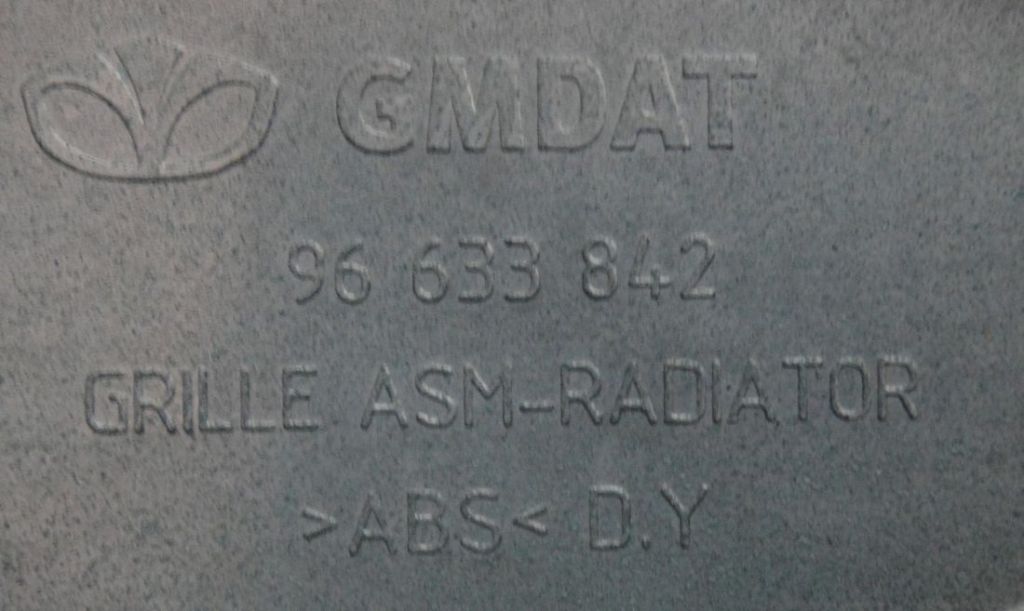 GMDAT
96 633 842
GRILLE ASM-RADIATOR
>ABS< D.Y